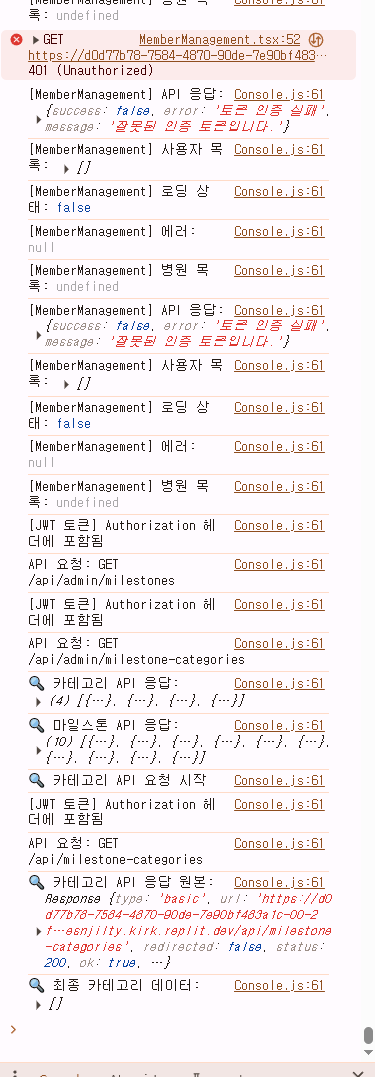 [MemberManagement] 병원 목 Console.js:61
록: undefined
▶GET MemberManagement.tsx:52
https://d0d77b78-7584-4870-90de-7e90bf463…
401 (Unauthorized)
[MemberManagement] API 응답: Console.js:61
{success: false, error: '토큰 인증 실패',
message: '잘못된 인증 토큰입니다.'}
[MemberManagement] 사용자 목 Console.js:61
록: ▶ []
[MemberManagement] 로딩 상 Console.js:61
태: false
[MemberManagement] 에러: Console.js:61
null
[MemberManagement] 병원 목 Console.js:61
록: undefined
[MemberManagement] API 응답: Console.js:61
{success: false, error: '토큰 인증 실패',
message: '잘못된 인증 토큰입니다.'}
[MemberManagement] 사용자 목 Console.js:61
록: ▶ []
[MemberManagement] 로딩 상 Console.js:61
태: false
[MemberManagement] 에러: Console.js:61
null
[MemberManagement] 병원 목 Console.js:61
록: undefined
[JWT 토큰] Authorization 헤 Console.js:61
더에 포함됨
API 요청: GET Console.js:61
/api/admin/milestones
[JWT 토큰] Authorization 헤 Console.js:61
더에 포함됨
API 요청: GET Console.js:61
/api/admin/milestone-categories
🔍 카테고리 API 응답: Console.js:61
▶ (4) [{…}, {…}, {…}, {…}]
🔍 마일스톤 API 응답: Console.js:61
(10) [{…}, {…}, {…}, {…}, {…}, {…},
{…}, {…}, {…}, {…}]
🔍 카테고리 API 요청 시작 Console.js:61
[JWT 토큰] Authorization 헤 Console.js:61
더에 포함됨
API 요청: GET Console.js:61
/api/milestone-categories
🔍 카테고리 API 응답 원본: Console.js:61
Response {type: 'basic', url: 'https://d0
d77b78-7584-4870-90de-7e90bf463a1c-00-2
f…esnjilty.kirk.replit.dev/api/milestone
-categories', redirected: false, status:
200, ok: true, …}
🔍 최종 카테고리 데이터: Console.js:61
▶ []